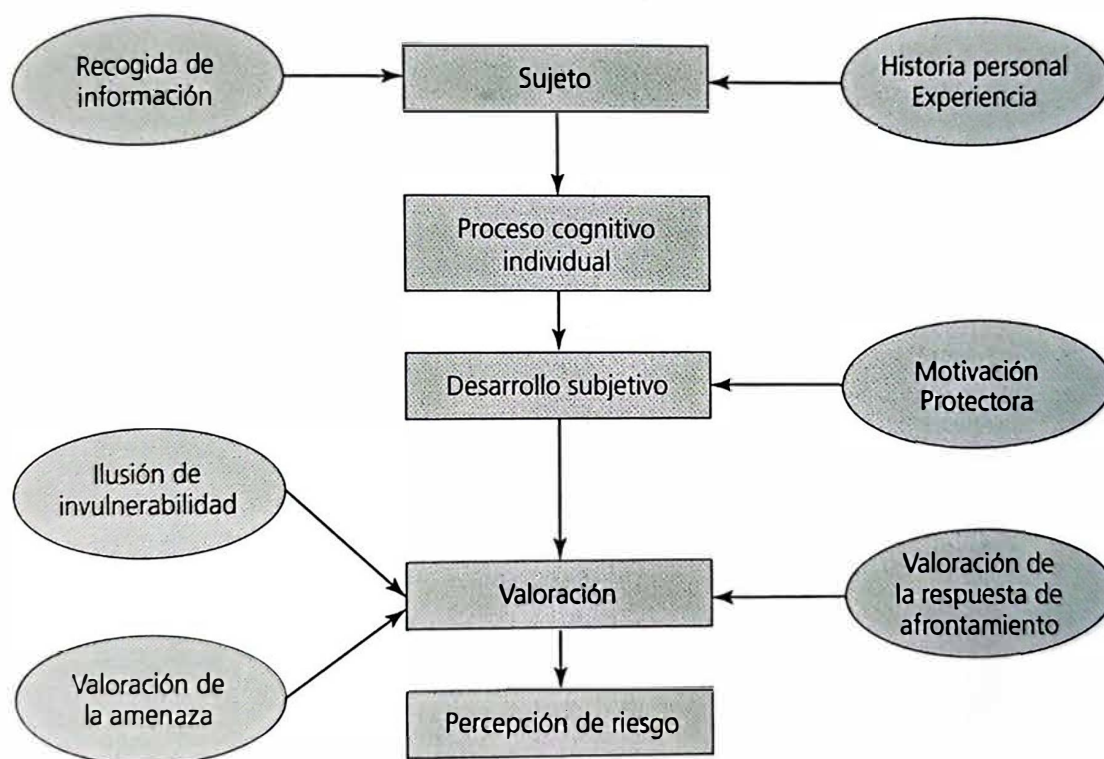 Recogida de
información
Sujeto
Historia personal
Experiencia
Proceso cognitivo
individual
Desarrollo subjetivo
Motivación
Protectora
Ilusión de
invulnerabilidad
Valoración
Valoración de
la respuesta de
afrontamiento
Valoración de
la amenaza
Percepción de riesgo